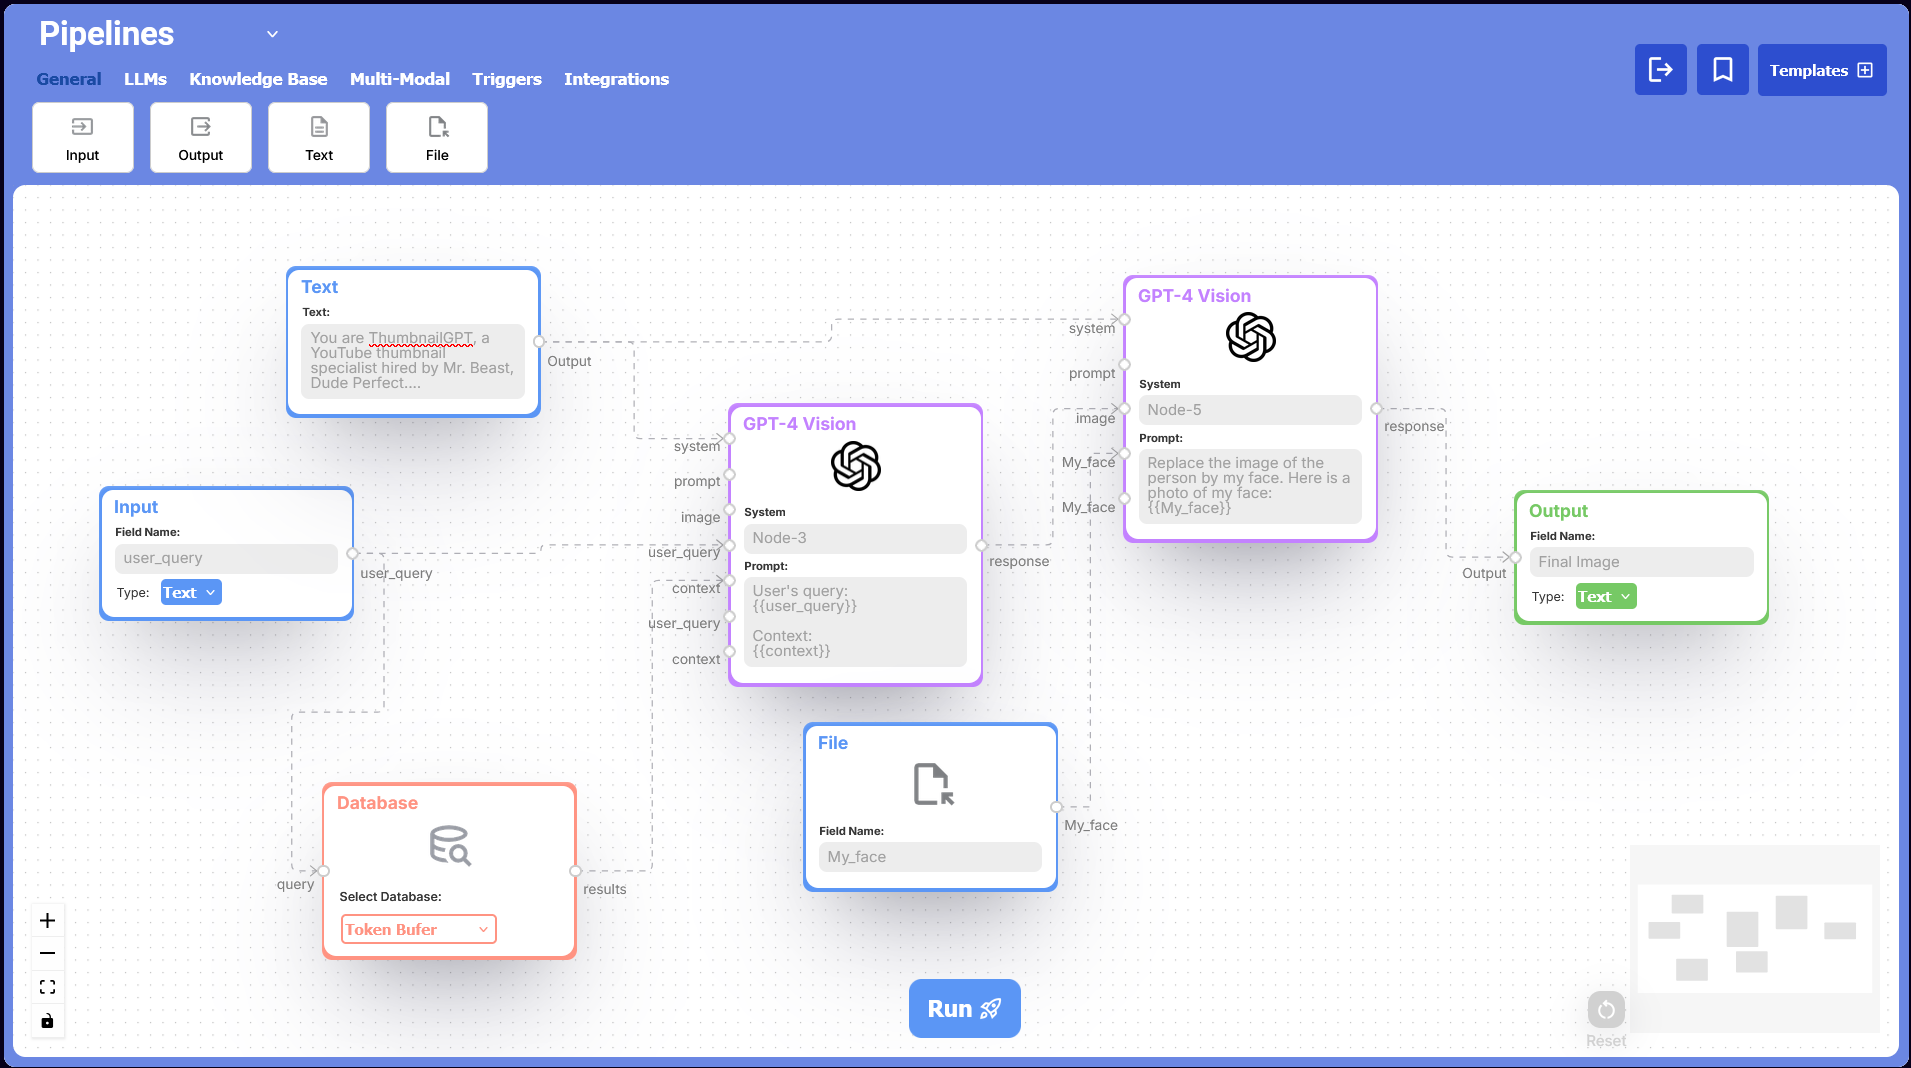 Pipelines
General LLMs Knowledge Base Multi-Modal Triggers Integrations
Templates
Input Output Text File
Text
Text:
You are ThumbnailGPT, a
YouTube thumbnail
specialist hired by Mr. Beast,
Dude Perfect....
Output
Input
Field Name:
user_query
Type: Text
user_query
GPT-4 Vision
system
prompt
image
user_query
context
user_query
context
System
Node-3
Prompt:
User's query:
{{user_query}}
Context:
{{context}}
response
GPT-4 Vision
system
prompt
image
My_face
My_face
System
Node-5
Prompt:
Replace the image of the
person by my face. Here is a
photo of my face:
{{My_face}}
response
Output
Field Name:
Final Image
Type: Text
Output
Database
query
Select Database:
Token Bufer
results
File
Field Name:
My_face
My_face
Run
Reset